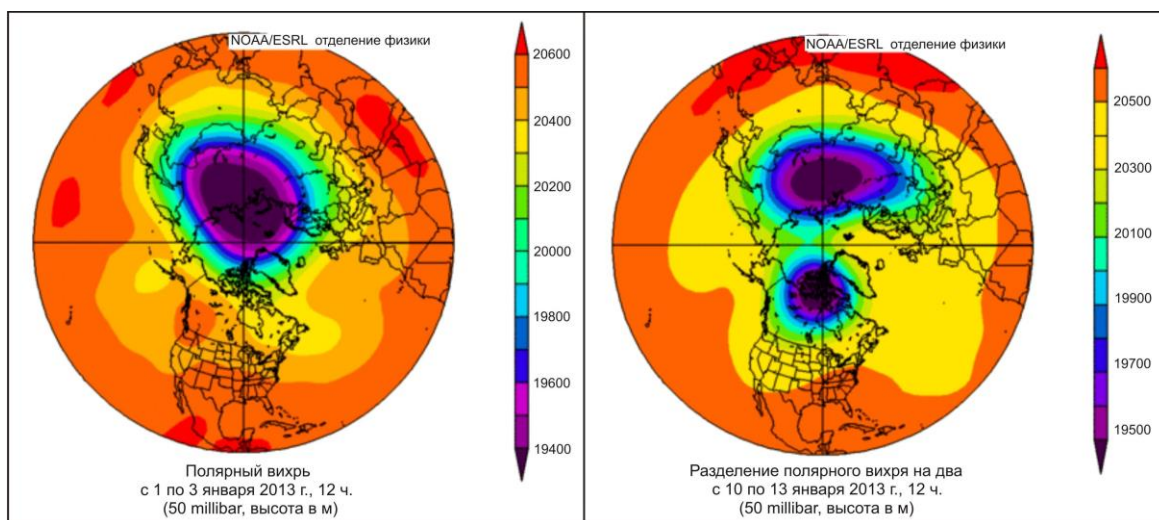 NOAA/ESRL отделение физики
20600
20400
20200
20000
19800
19600
19400
Полярный вихрь
с 1 по 3 января 2013 г., 12 ч.
(50 millibar, высота в м)
NOAA/ESRL отделение физики
20500
20300
20100
19900
19700
19500
Разделение полярного вихря на два
с 10 по 13 января 2013 г., 12 ч.
(50 millibar, высота в м)